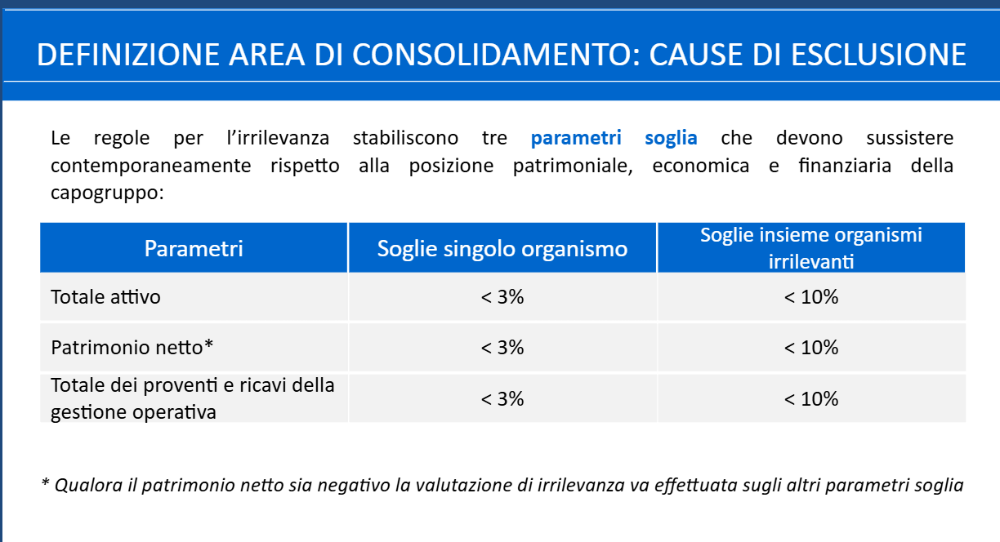 DEFINIZIONE AREA DI CONSOLIDAMENTO: CAUSE DI ESCLUSIONE
Le regole per l’irrilevanza stabiliscono tre parametri soglia che devono sussistere
contemporaneamente rispetto alla posizione patrimoniale, economica e finanziaria della
capogruppo:
Parametri
Soglie singolo organismo
Soglie insieme organismi
irrilevanti
Totale attivo
< 3%
< 10%
Patrimonio netto*
< 3%
< 10%
Totale dei proventi e ricavi della
gestione operativa
< 3%
< 10%
* Qualora il patrimonio netto sia negativo la valutazione di irrilevanza va effettuata sugli altri parametri soglia